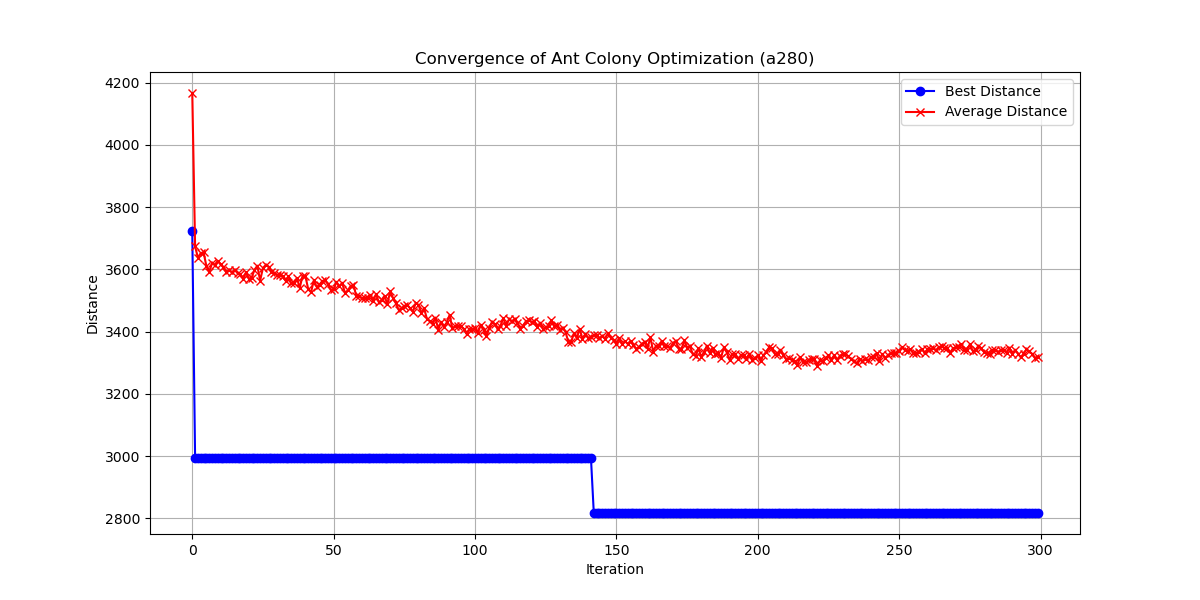 Convergence of Ant Colony Optimization (a280)
Best Distance
Average Distance
Distance
4200
4000
3800
3600
3400
3200
3000
2800
0 50 100 150 200 250 300
Iteration